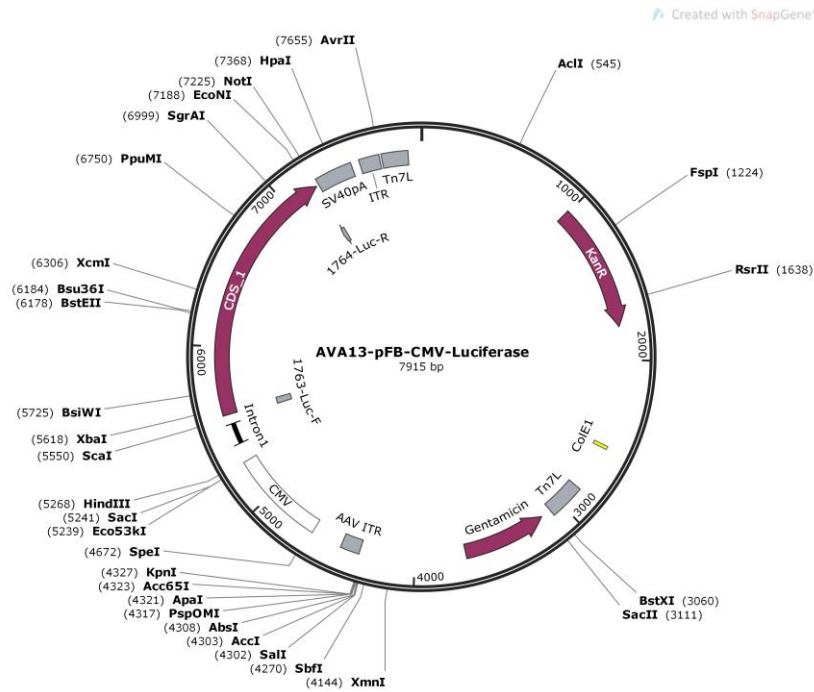 Created with SnapGene®
(7655) AvrII
(7368) HpaI
(7225) NotI
(7188) EcoNI
(6999) SgrAI
(6750) PpuMI
(6306) XcmI
(6184) Bsu36I
(6178) BstEII
(5725) BsiWI
(5618) XbaI
(5550) ScaI
(5268) HindIII
(5241) SacI
(5239) Eco53kI
(4672) SpeI
(4327) KpnI
(4323) Acc65I
(4321) ApaI
(4317) PspOMI
(4308) AbsI
(4303) AccI
(4302) SalI
(4270) SbfI
(4144) XmnI
AclI (545)
FspI (1224)
RsrII (1638)
BstXI (3060)
SacII (3111)
1000
2000
3000
4000
5000
6000
7000
SV40pA
ITR
Tn7L
1764-Luc-R
CDS_1
KanR
AVA13-pFB-CMV-Luciferase
7915 bp
1763-Luc-F
Intron1
CMV
AAV ITR
Gentamicin
Tn7L
ColE1